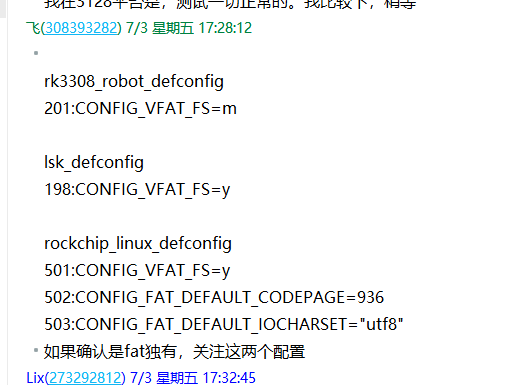 我在3128平台是，测试一切正常的。我比较下，稍等
飞(308393282) 7/3 星期五 17:28:12
rk3308_robot_defconfig
201:CONFIG_VFAT_FS=m
lsk_defconfig
198:CONFIG_VFAT_FS=y
rockchip_linux_defconfig
501:CONFIG_VFAT_FS=y
502:CONFIG_FAT_DEFAULT_CODEPAGE=936
503:CONFIG_FAT_DEFAULT_IOCHARSET="utf8"
如果确认是fat独有，关注这两个配置
Lix(273292812) 7/3 星期五 17:32:45